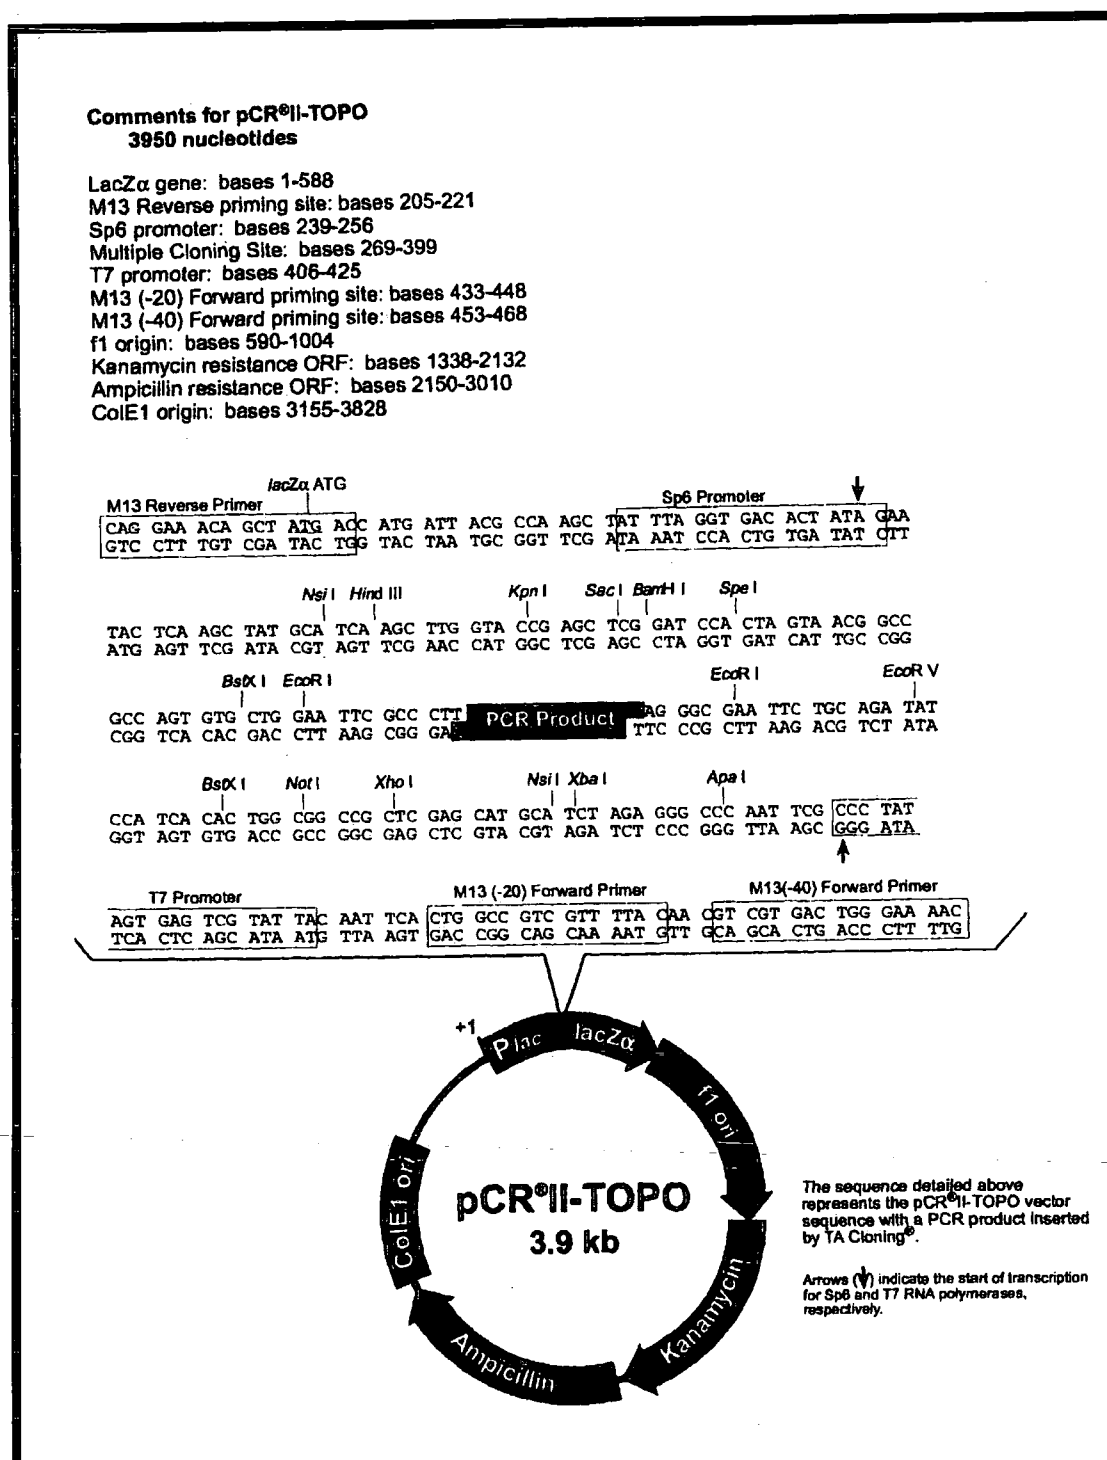 Comments for pCR®II-TOPO
3950 nucleotides
LacZα gene: bases 1-588
M13 Reverse priming site: bases 205-221
Sp6 promoter: bases 239-256
Multiple Cloning Site: bases 269-399
T7 promoter: bases 406-425
M13 (-20) Forward priming site: bases 433-448
M13 (-40) Forward priming site: bases 453-468
f1 origin: bases 590-1004
Kanamycin resistance ORF: bases 1338-2132
Ampicillin resistance ORF: bases 2150-3010
ColE1 origin: bases 3155-3828
lacZα ATG
M13 Reverse Primer Sp6 Promoter
CAG GAA ACA GCT ATG ACC ATG ATT ACG CCA AGC TAT TTA GGT GAC ACT ATA GAA
GTC CTT TGT CGA TAC TGG TAC TAA TGC GGT TCG ATA AAT CCA CTG TGA TAT CTT
Nsi I Hind III Kpn I Sac I BamH I Spe I
TAC TCA AGC TAT GCA TCA AGC TTG GTA CCG AGC TCG GAT CCA CTA GTA ACG GCC
ATG AGT TCG ATA CGT AGT TCG AAC CAT GGC TCG AGC CTA GGT GAT CAT TGC CGG
BstX I EcoR I EcoR I EcoR V
GCC AGT GTG CTG GAA TTC GCC CTT PCR Product AG GGC GAA TTC TGC AGA TAT
CGG TCA CAC GAC CTT AAG CGG GA TTC CCG CTT AAG ACG TCT ATA
BstX I Not I Xho I Nsi I Xba I Apa I
CCA TCA CAC TGG CGG CCG CTC GAG CAT GCA TCT AGA GGG CCC AAT TCG CCC TAT
GGT AGT GTG ACC GCC GGC GAG CTC GTA CGT AGA TCT CCC GGG TTA AGC GGG ATA
T7 Promoter M13 (-20) Forward Primer M13(-40) Forward Primer
AGT GAG TCG TAT TAC AAT TCA CTG GCC GTC GTT TTA CAA CGT CGT GAC TGG GAA AAC
TCA CTC AGC ATA ATG TTA AGT GAC CGG CAG CAA AAT GTT GCA GCA CTG ACC CTT TTG
+1
P lac lacZα
f1 ori
Kanamycin
Ampicillin
ColE1 ori
pCR®II-TOPO
3.9 kb
The sequence detailed above
represents the pCR®II-TOPO vector
sequence with a PCR product inserted
by TA Cloning®.
Arrows (↓) indicate the start of transcription
for Sp6 and T7 RNA polymerases,
respectively.